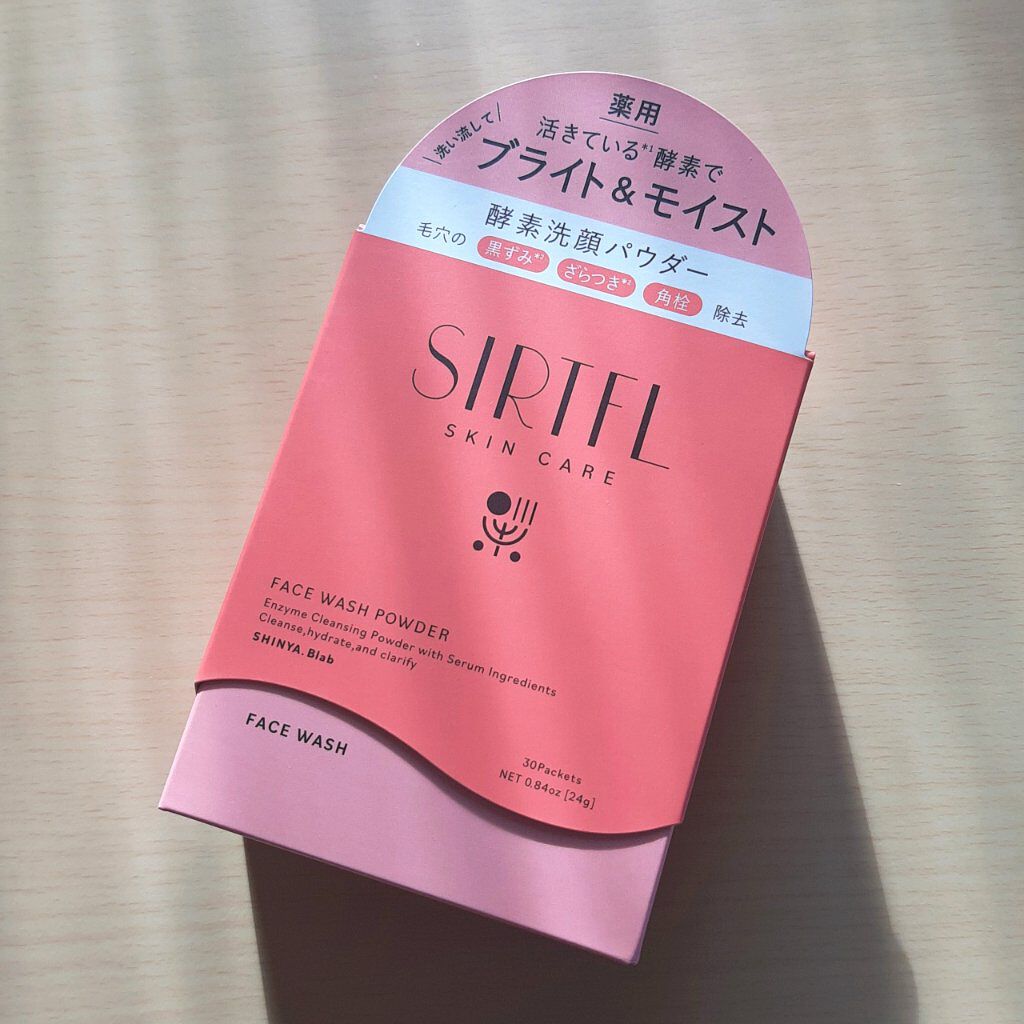 薬用
\洗い流して/
活きている*1酵素で
ブライト&モイスト
酵素洗顔パウダー
毛穴の 黒ずみ*2 ざらつき*2 角栓 除去
SIRTFL
SKIN CARE
FACE WASH POWDER
Enzyme Cleansing Powder with Serum Ingredients
Cleanse,hydrate,and clarify
SHINYA.Blab
FACE WASH
30Packets
NET 0.84oz [24g]